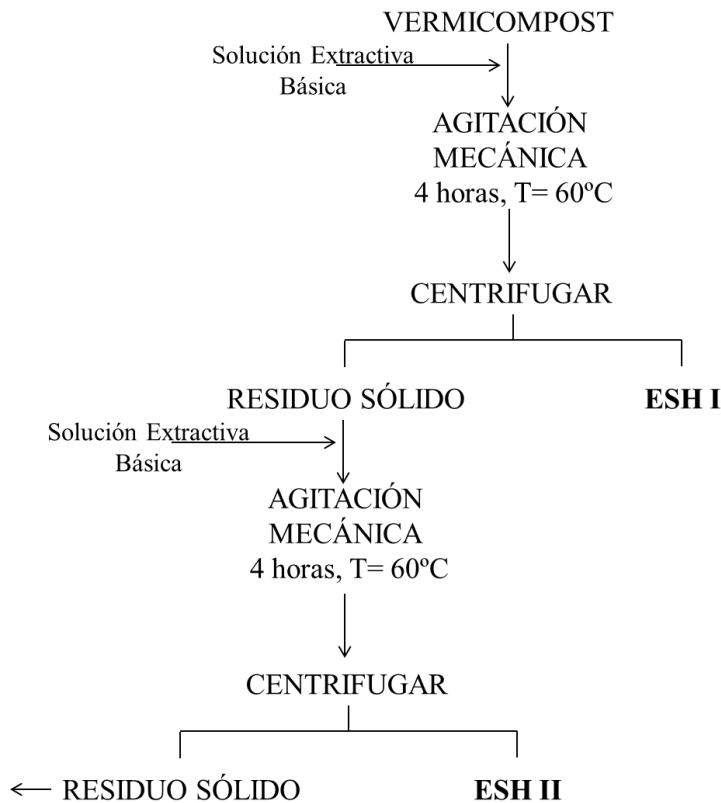 VERMICOMPOST
Solución Extractiva
Básica
AGITACIÓN
MECÁNICA
4 horas, T= 60ºC
CENTRIFUGAR
RESIDUO SÓLIDO
ESH I
Solución Extractiva
Básica
AGITACIÓN
MECÁNICA
4 horas, T= 60ºC
CENTRIFUGAR
RESIDUO SÓLIDO
ESH II